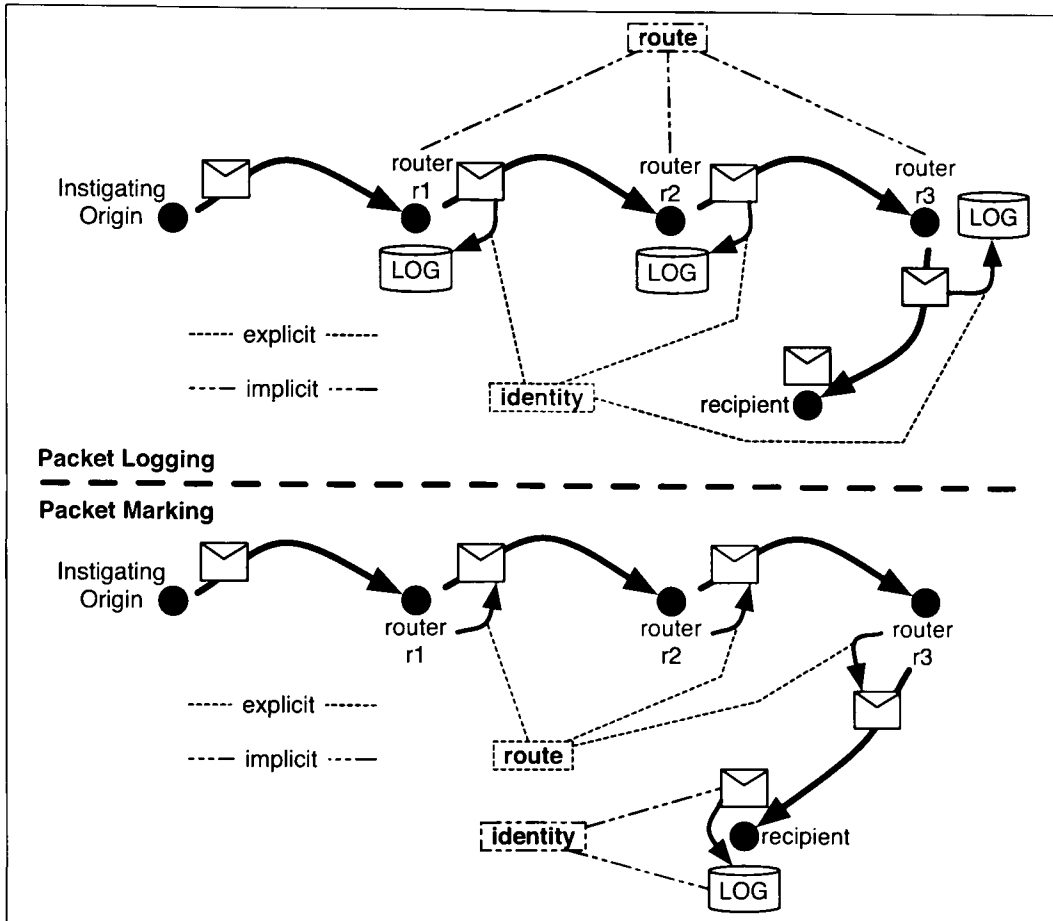 route
Instigating
Origin
router
r1
router
r2
router
r3
LOG
LOG
LOG
explicit
implicit
identity
recipient
Packet Logging
Packet Marking
Instigating
Origin
router
r1
router
r2
router
r3
explicit
implicit
route
identity
recipient
LOG